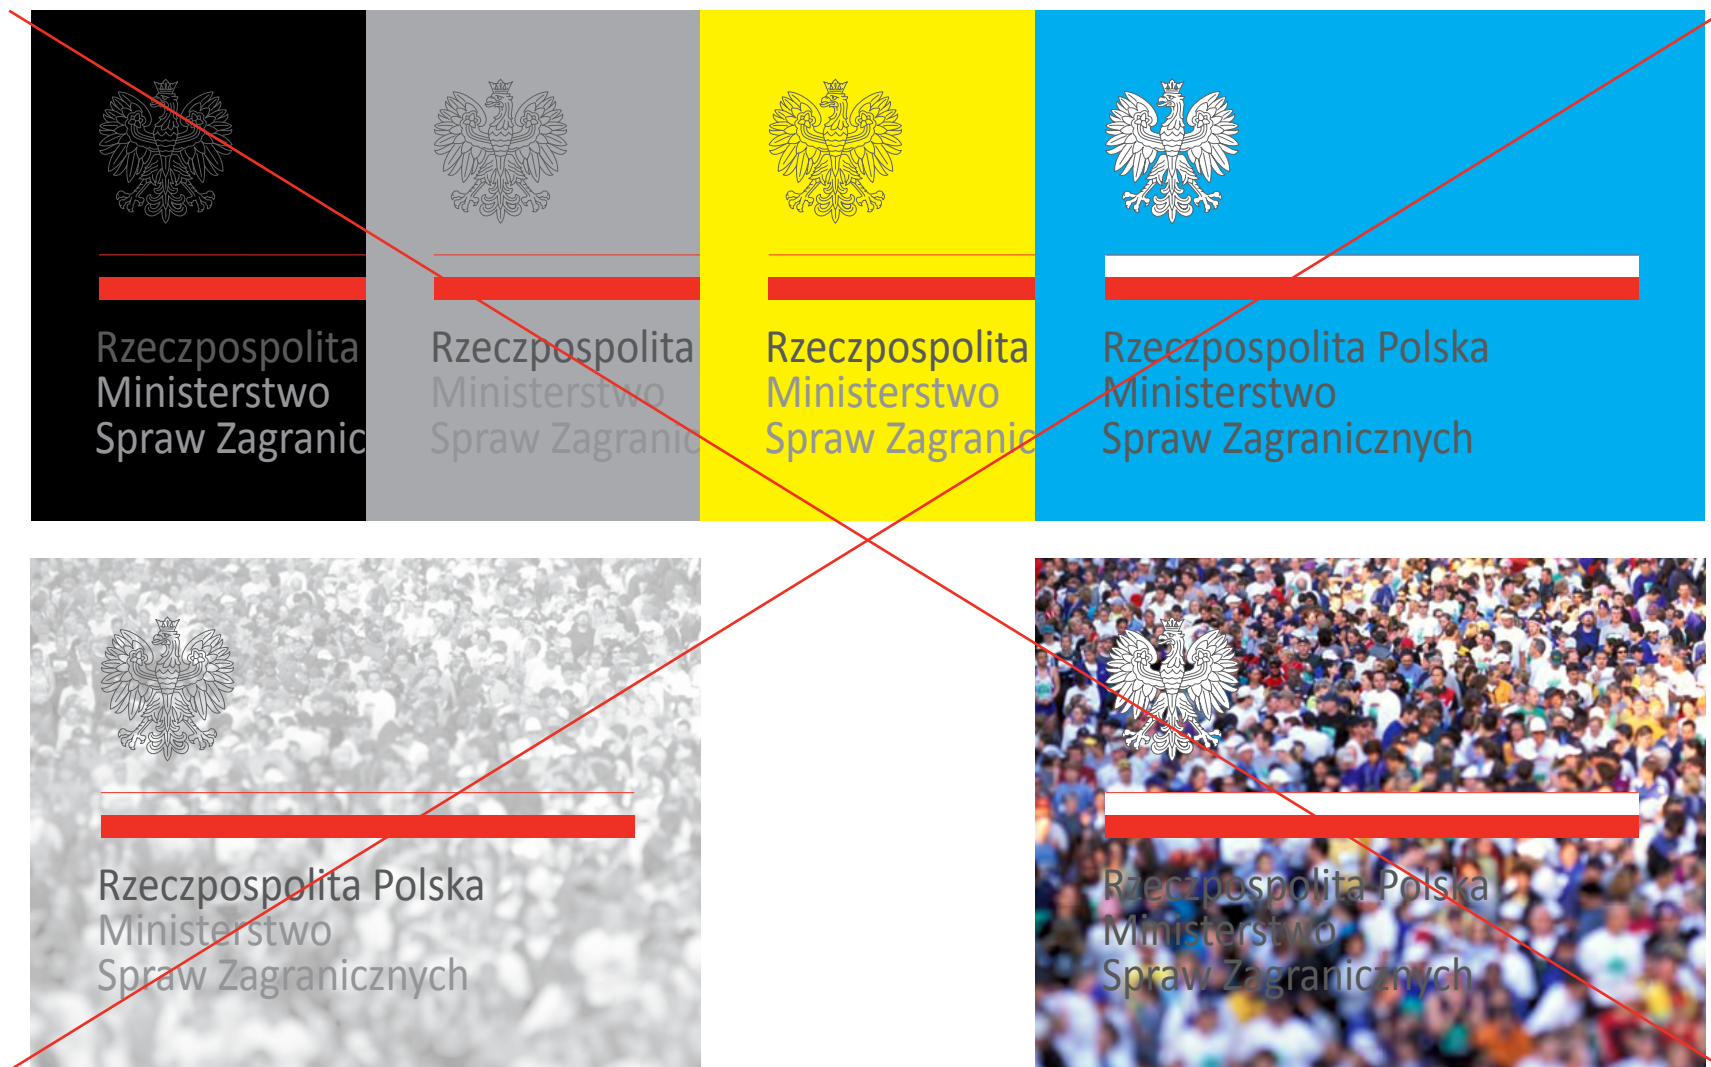 Rzeczpospolita
Ministerstwo
Spraw Zagranic
Rzeczpospolita
Ministerstwo
Spraw Zagranic
Rzeczpospolita
Ministerstwo
Spraw Zagranic
Rzeczpospolita Polska
Ministerstwo
Spraw Zagranicznych
Rzeczpospolita Polska
Ministerstwo
Spraw Zagranicznych
Rzeczpospolita Polska
Ministerstwo
Spraw Zagranicznych